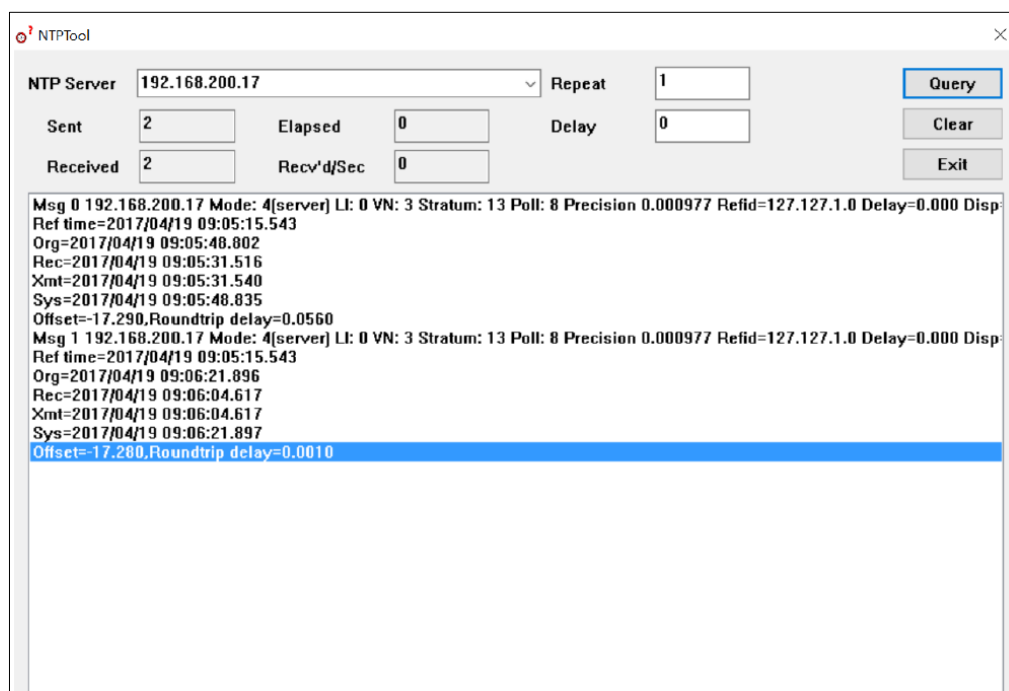 NTPTool
NTP Server 192.168.200.17 Repeat 1 Query
Sent 2 Elapsed 0 Delay 0 Clear
Received 2 Recv'd/Sec 0 Exit
Msg 0 192.168.200.17 Mode: 4(server) LI: 0 VN: 3 Stratum: 13 Poll: 8 Precision 0.000977 Refid=127.127.1.0 Delay=0.000 Disp=
Ref time=2017/04/19 09:05:15.543
Org=2017/04/19 09:05:48.802
Rec=2017/04/19 09:05:31.516
Xmt=2017/04/19 09:05:31.540
Sys=2017/04/19 09:05:48.835
Offset=-17.290,Roundtrip delay=0.0560
Msg 1 192.168.200.17 Mode: 4(server) LI: 0 VN: 3 Stratum: 13 Poll: 8 Precision 0.000977 Refid=127.127.1.0 Delay=0.000 Disp=
Ref time=2017/04/19 09:05:15.543
Org=2017/04/19 09:06:21.896
Rec=2017/04/19 09:06:04.617
Xmt=2017/04/19 09:06:04.617
Sys=2017/04/19 09:06:21.897
Offset=-17.280,Roundtrip delay=0.0010